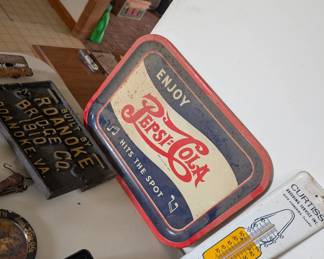 BUILT BY
ROANOKE
BRIDGE CO.
ROANOKE, VA
ENJOY
PEPSI-COLA
HITS THE SPOT
CURTISS